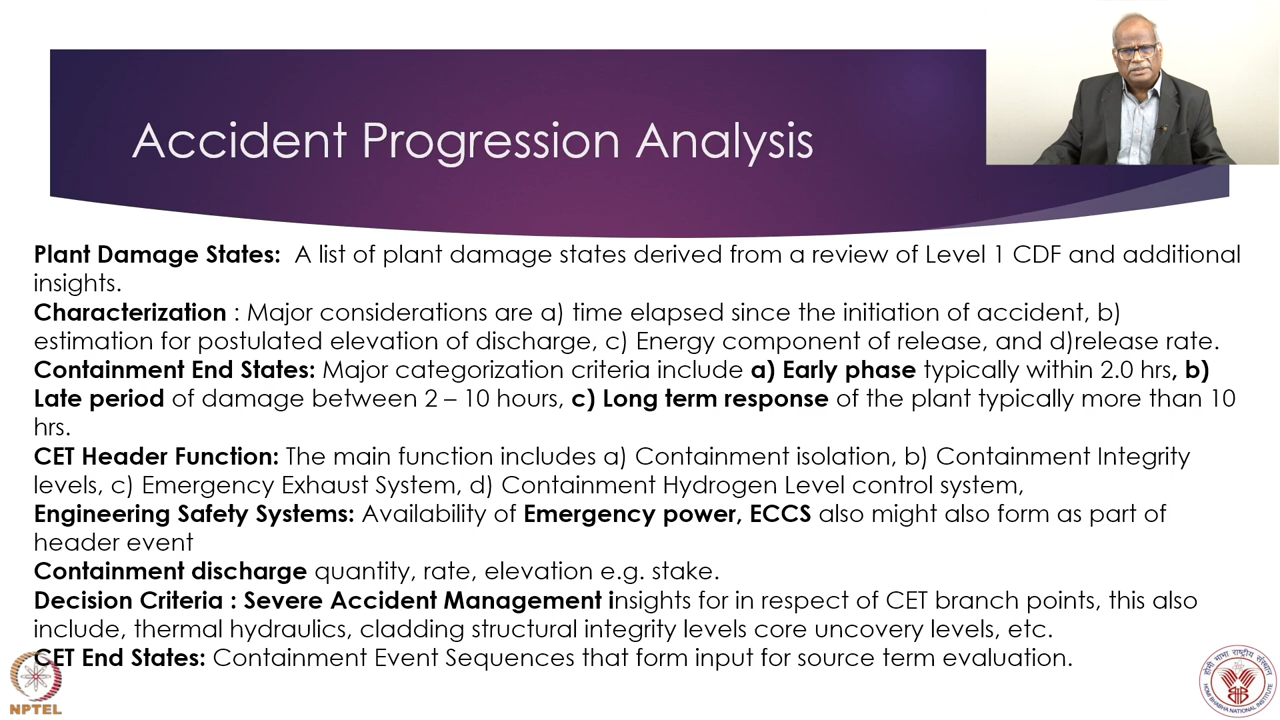 Accident Progression Analysis
Plant Damage States: A list of plant damage states derived from a review of Level 1 CDF and additional
insights.
Characterization : Major considerations are a) time elapsed since the initiation of accident, b)
estimation for postulated elevation of discharge, c) Energy component of release, and d)release rate.
Containment End States: Major categorization criteria include a) Early phase typically within 2.0 hrs, b)
Late period of damage between 2 – 10 hours, c) Long term response of the plant typically more than 10
hrs.
CET Header Function: The main function includes a) Containment isolation, b) Containment Integrity
levels, c) Emergency Exhaust System, d) Containment Hydrogen Level control system,
Engineering Safety Systems: Availability of Emergency power, ECCS also might also form as part of
header event
Containment discharge quantity, rate, elevation e.g. stake.
Decision Criteria : Severe Accident Management insights for in respect of CET branch points, this also
include, thermal hydraulics, cladding structural integrity levels core uncovery levels, etc.
CET End States: Containment Event Sequences that form input for source term evaluation.
NPTEL
होमी भाभा राष्ट्रीय संस्थान
HOMI BHABHA NATIONAL INSTITUTE